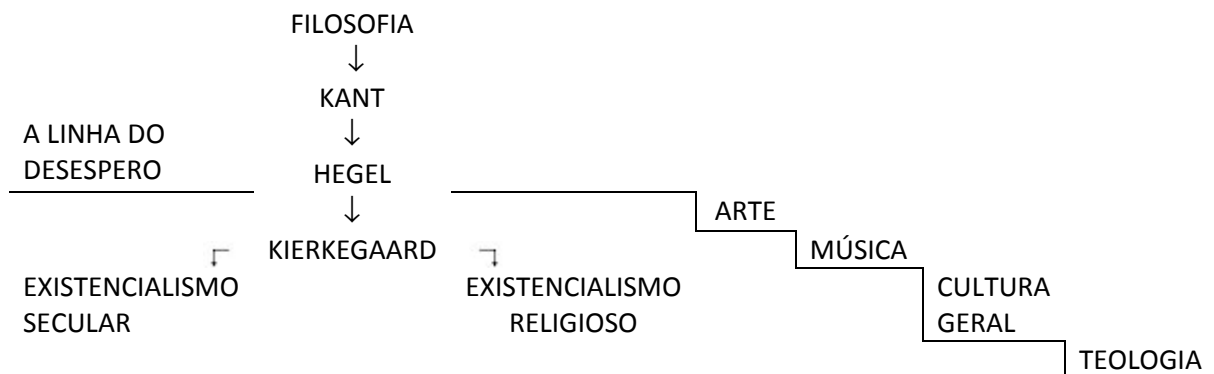 FILOSOFIA
↓
KANT
↓
A LINHA DO
DESESPERO
HEGEL
↓
KIERKEGAARD
EXISTENCIALISMO
SECULAR
EXISTENCIALISMO
RELIGIOSO
ARTE
MÚSICA
CULTURA
GERAL
TEOLOGIA